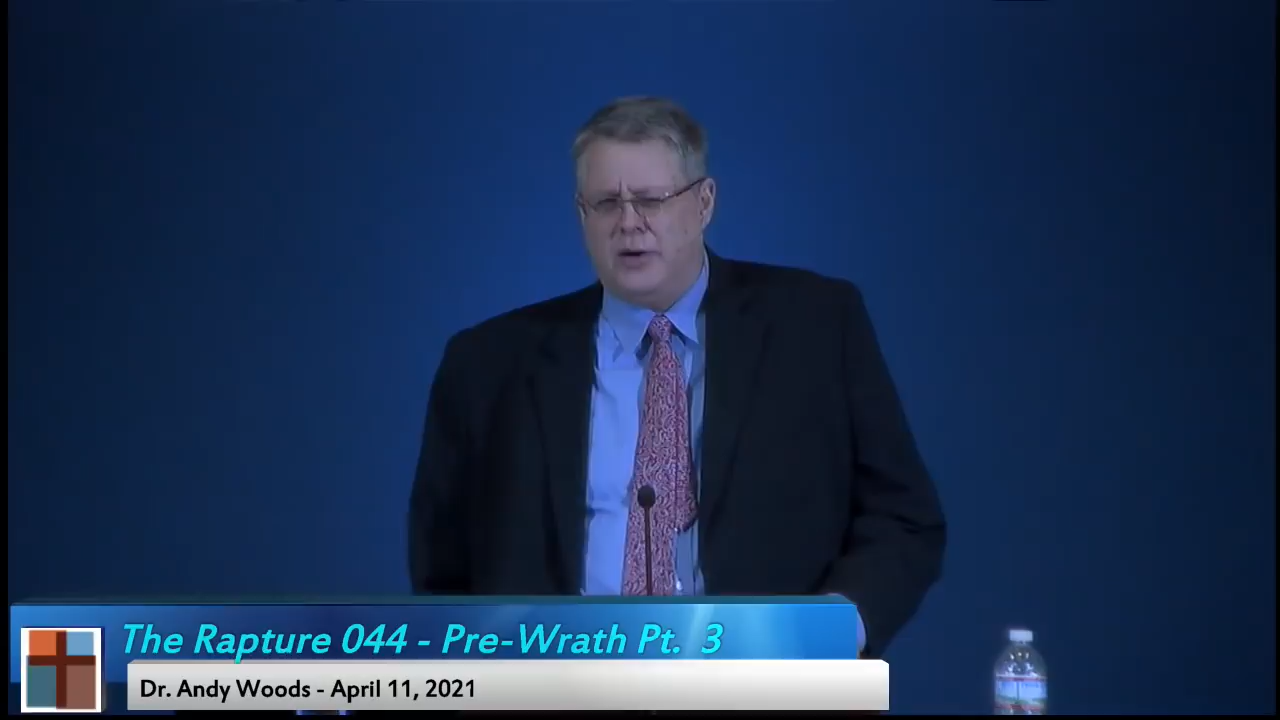 The Rapture 044 - Pre-Wrath Pt. 3
Dr. Andy Woods - April 11, 2021